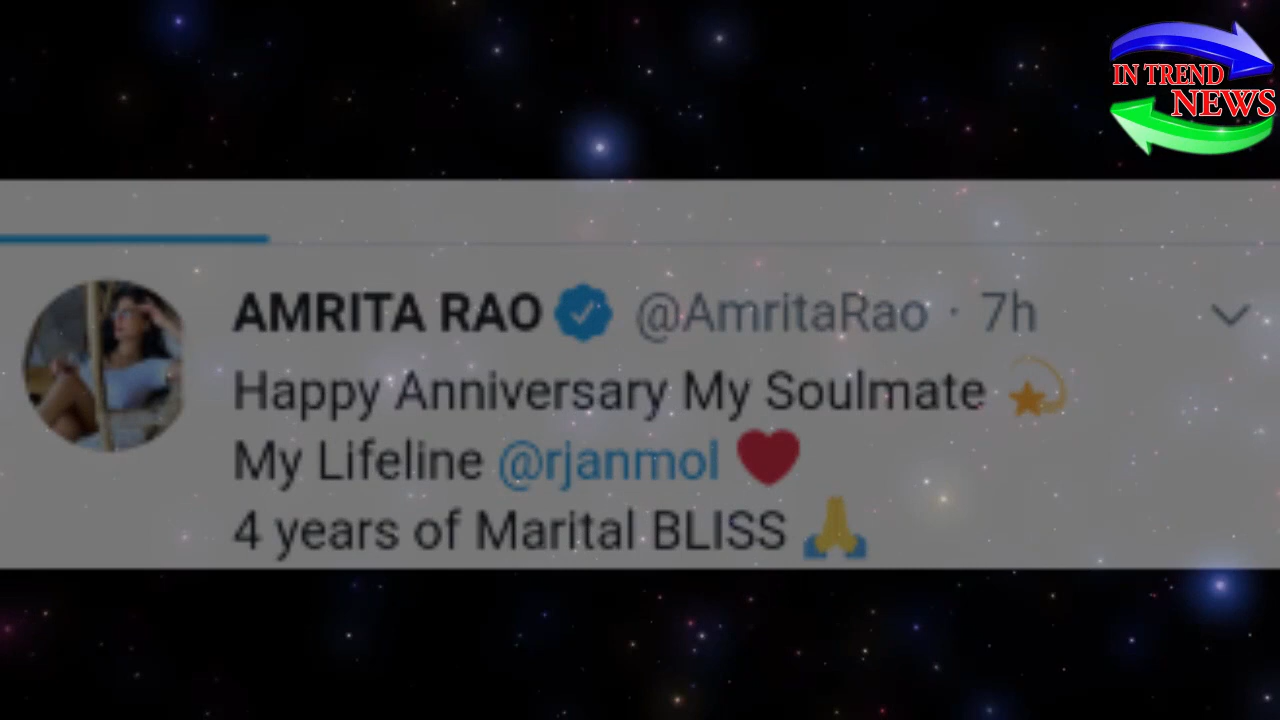 IN TREND
NEWS
AMRITA RAO @AmritaRao · 7h
Happy Anniversary My Soulmate 💫
My Lifeline @rjanmol ❤️
4 years of Marital BLISS 🙏